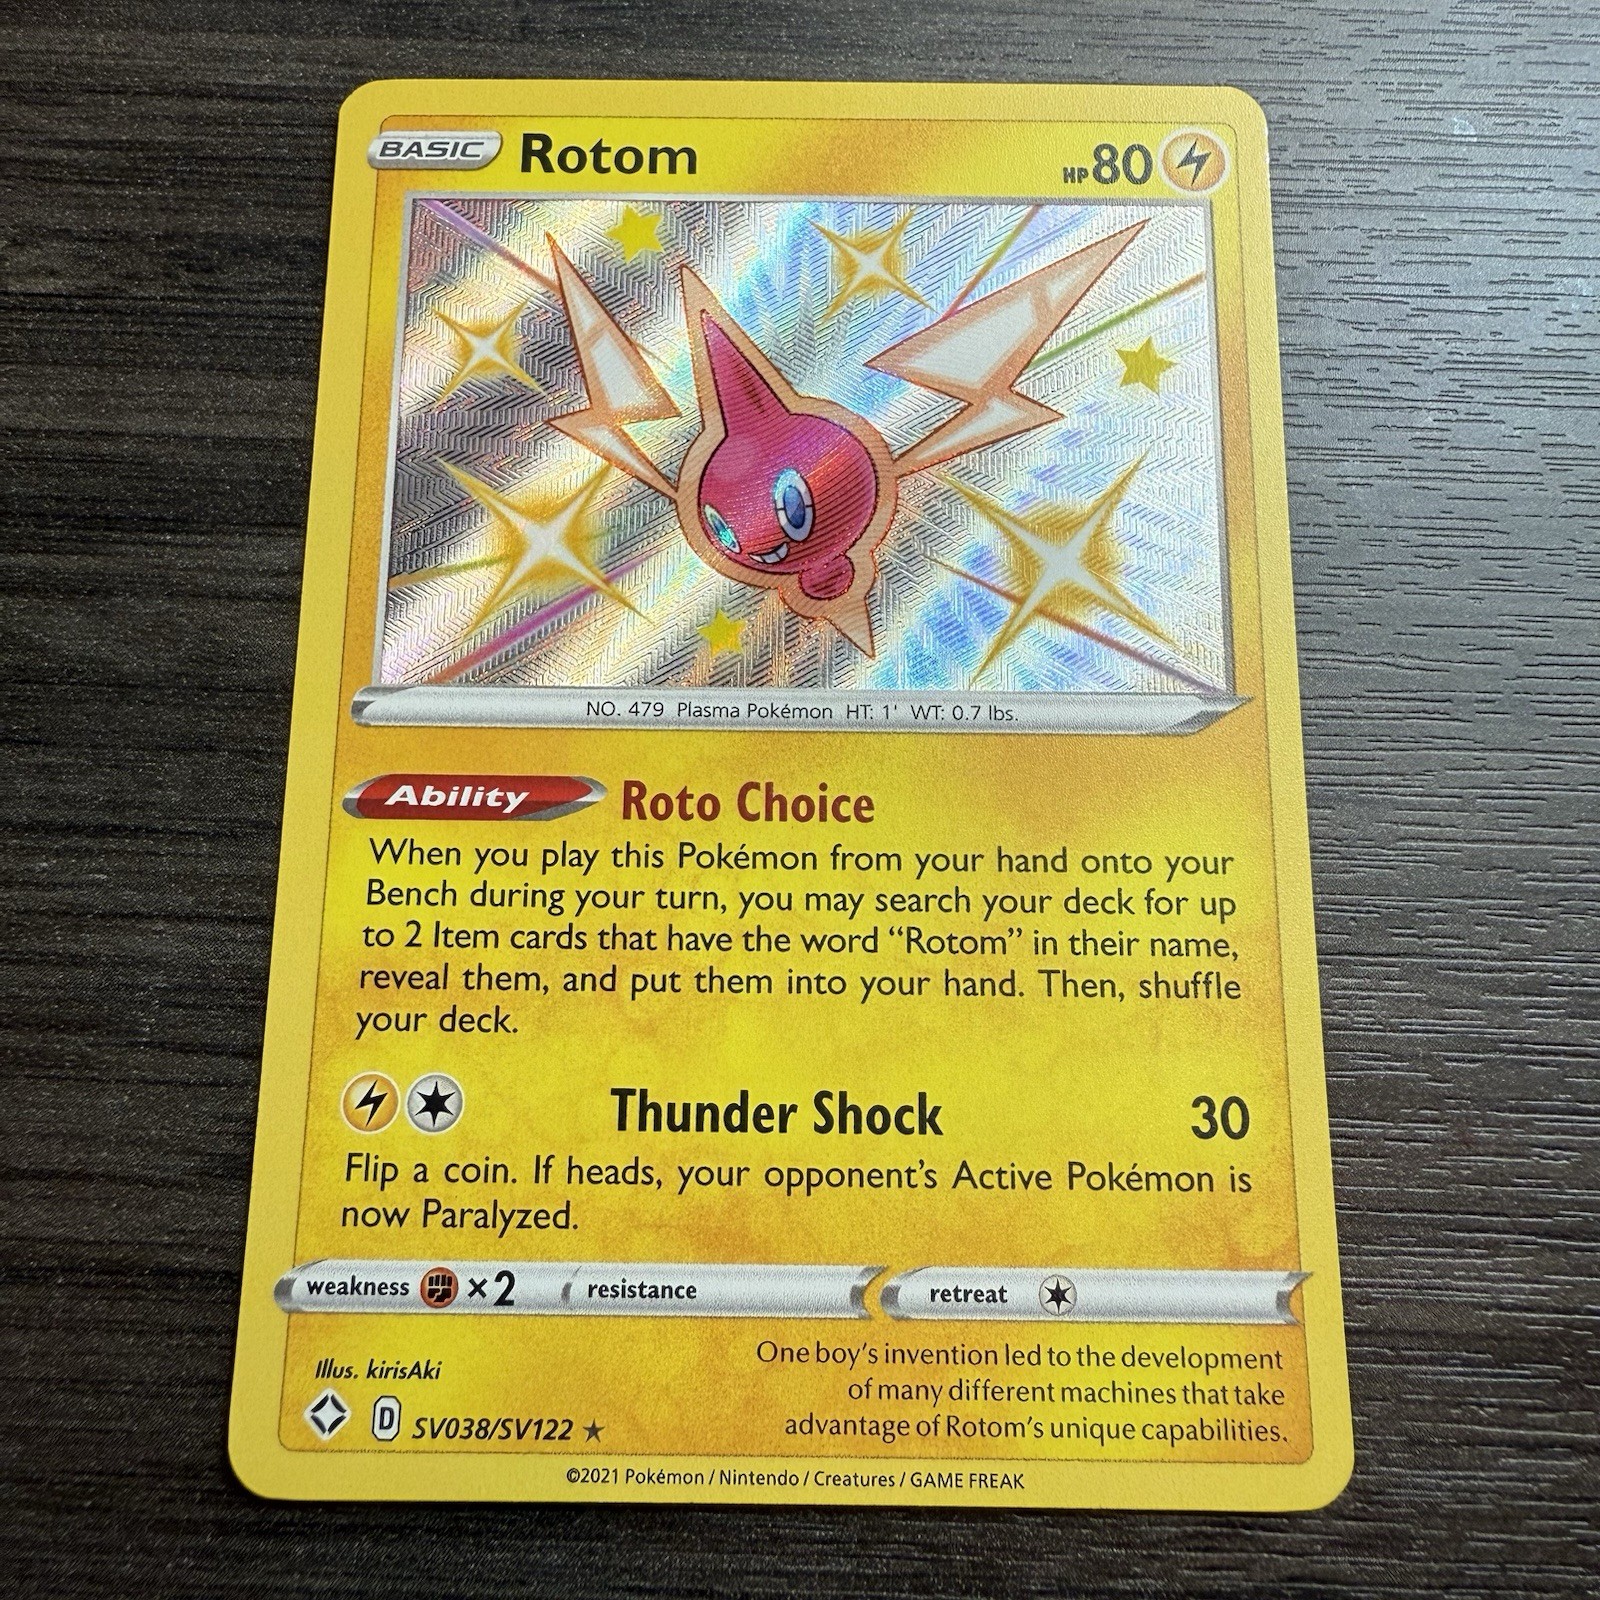 BASIC Rotom HP 80
NO. 479 Plasma Pokémon HT: 1' WT: 0.7 lbs.
Ability Roto Choice
When you play this Pokémon from your hand onto your
Bench during your turn, you may search your deck for up
to 2 Item cards that have the word “Rotom” in their name,
reveal them, and put them into your hand. Then, shuffle
your deck.
Thunder Shock 30
Flip a coin. If heads, your opponent's Active Pokémon is
now Paralyzed.
weakness ×2 resistance retreat
Illus. kirisAki
D SV038/SV122
One boy's invention led to the development
of many different machines that take
advantage of Rotom's unique capabilities.
©2021 Pokémon / Nintendo / Creatures / GAME FREAK